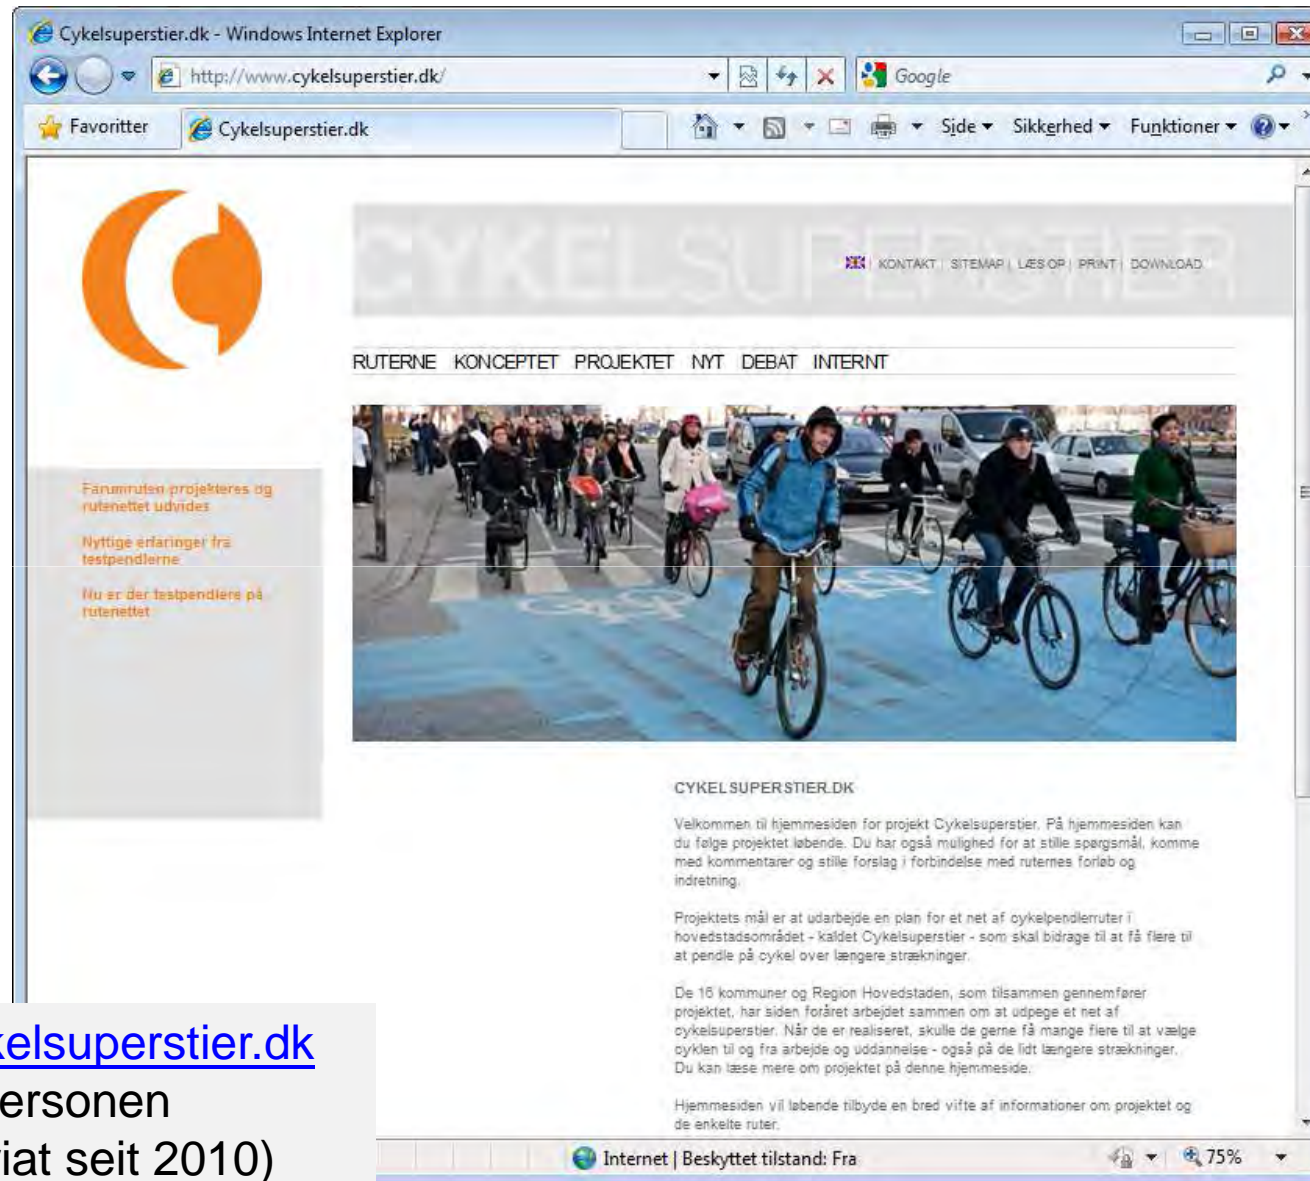 Cykelsuperstier.dk - Windows Internet Explorer
http://www.cykelsuperstier.dk/
Google
Favoritter
Cykelsuperstier.dk
Side
Sikkerhed
Funktioner
CYKELSUPERSTIER
KONTAKT | SITEMAP | LÆS OP | PRINT | DOWNLOAD
RUTERNE KONCEPTET PROJEKTET NYT DEBAT INTERNT
Farumruten projekteres og
rutenettet udvides
Nyttige erfaringer fra
testpendlerne
Nu er der testpendlere på
rutenettet
CYKELSUPERSTIER.DK
Velkommen til hjemmesiden for projekt Cykelsuperstier. På hjemmesiden kan
du følge projektet løbende. Du har også mulighed for at stille spørgsmål, komme
med kommentarer og stille forslag i forbindelse med ruternes forløb og
indretning.
Projektets mål er at udarbejde en plan for et net af cykelpendlerruter i
hovedstadsområdet - kaldet Cykelsuperstier - som skal bidrage til at få flere til
at pendle på cykel over længere strækninger.
De 16 kommuner og Region Hovedstaden, som tilsammen gennemfører
projektet, har siden foråret arbejdet sammen om at udpege et net af
cykelsuperstier. Når de er realiseret, skulle de gerne få mange flere til at vælge
cyklen til og fra arbejde og uddannelse - også på de lidt længere strækninger.
Du kan læse mere om projektet på denne hjemmeside.
Hjemmesiden vil løbende tilbyde en bred vifte af informationer om projektet og
de enkelte ruter.
kelsuperstier.dk
ersonen
iat seit 2010)
Internet | Beskyttet tilstand: Fra
75%